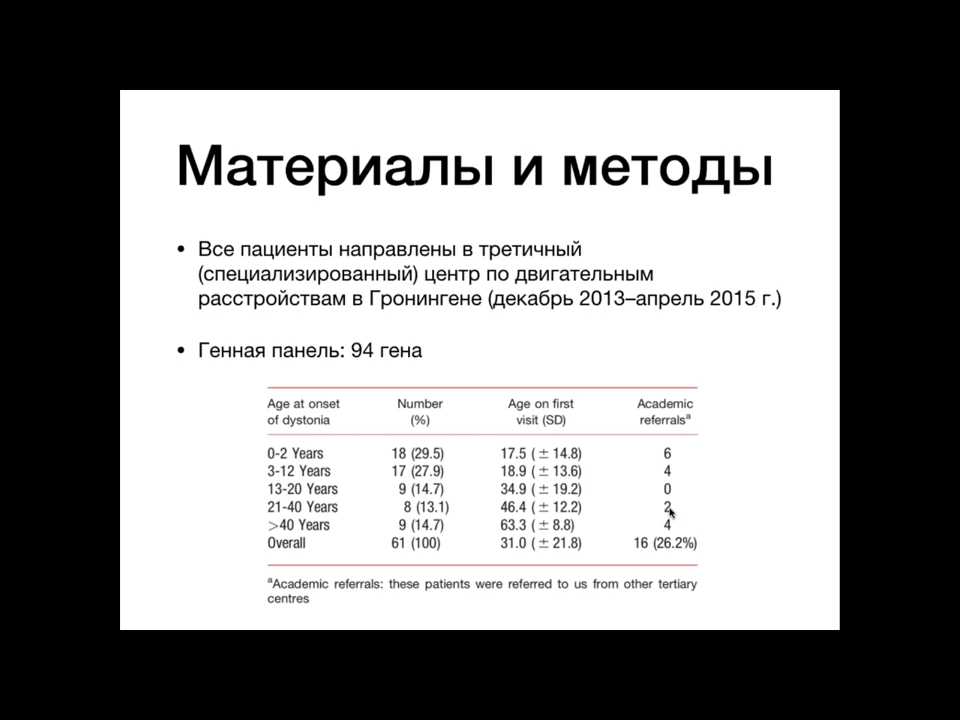 Материалы и методы
• Все пациенты направлены в третичный
(специализированный) центр по двигательным
расстройствам в Гронингене (декабрь 2013–апрель 2015 г.)
• Генная панель: 94 гена
Age at onset of dystonia Number (%) Age on first visit (SD) Academic referralsᵃ
0-2 Years 18 (29.5) 17.5 (± 14.8) 6
3-12 Years 17 (27.9) 18.9 (± 13.6) 4
13-20 Years 9 (14.7) 34.9 (± 19.2) 0
21-40 Years 8 (13.1) 46.4 (± 12.2) 2
>40 Years 9 (14.7) 63.3 (± 8.8) 4
Overall 61 (100) 31.0 (± 21.8) 16 (26.2%)
ᵃAcademic referrals: these patients were referred to us from other tertiary
centres